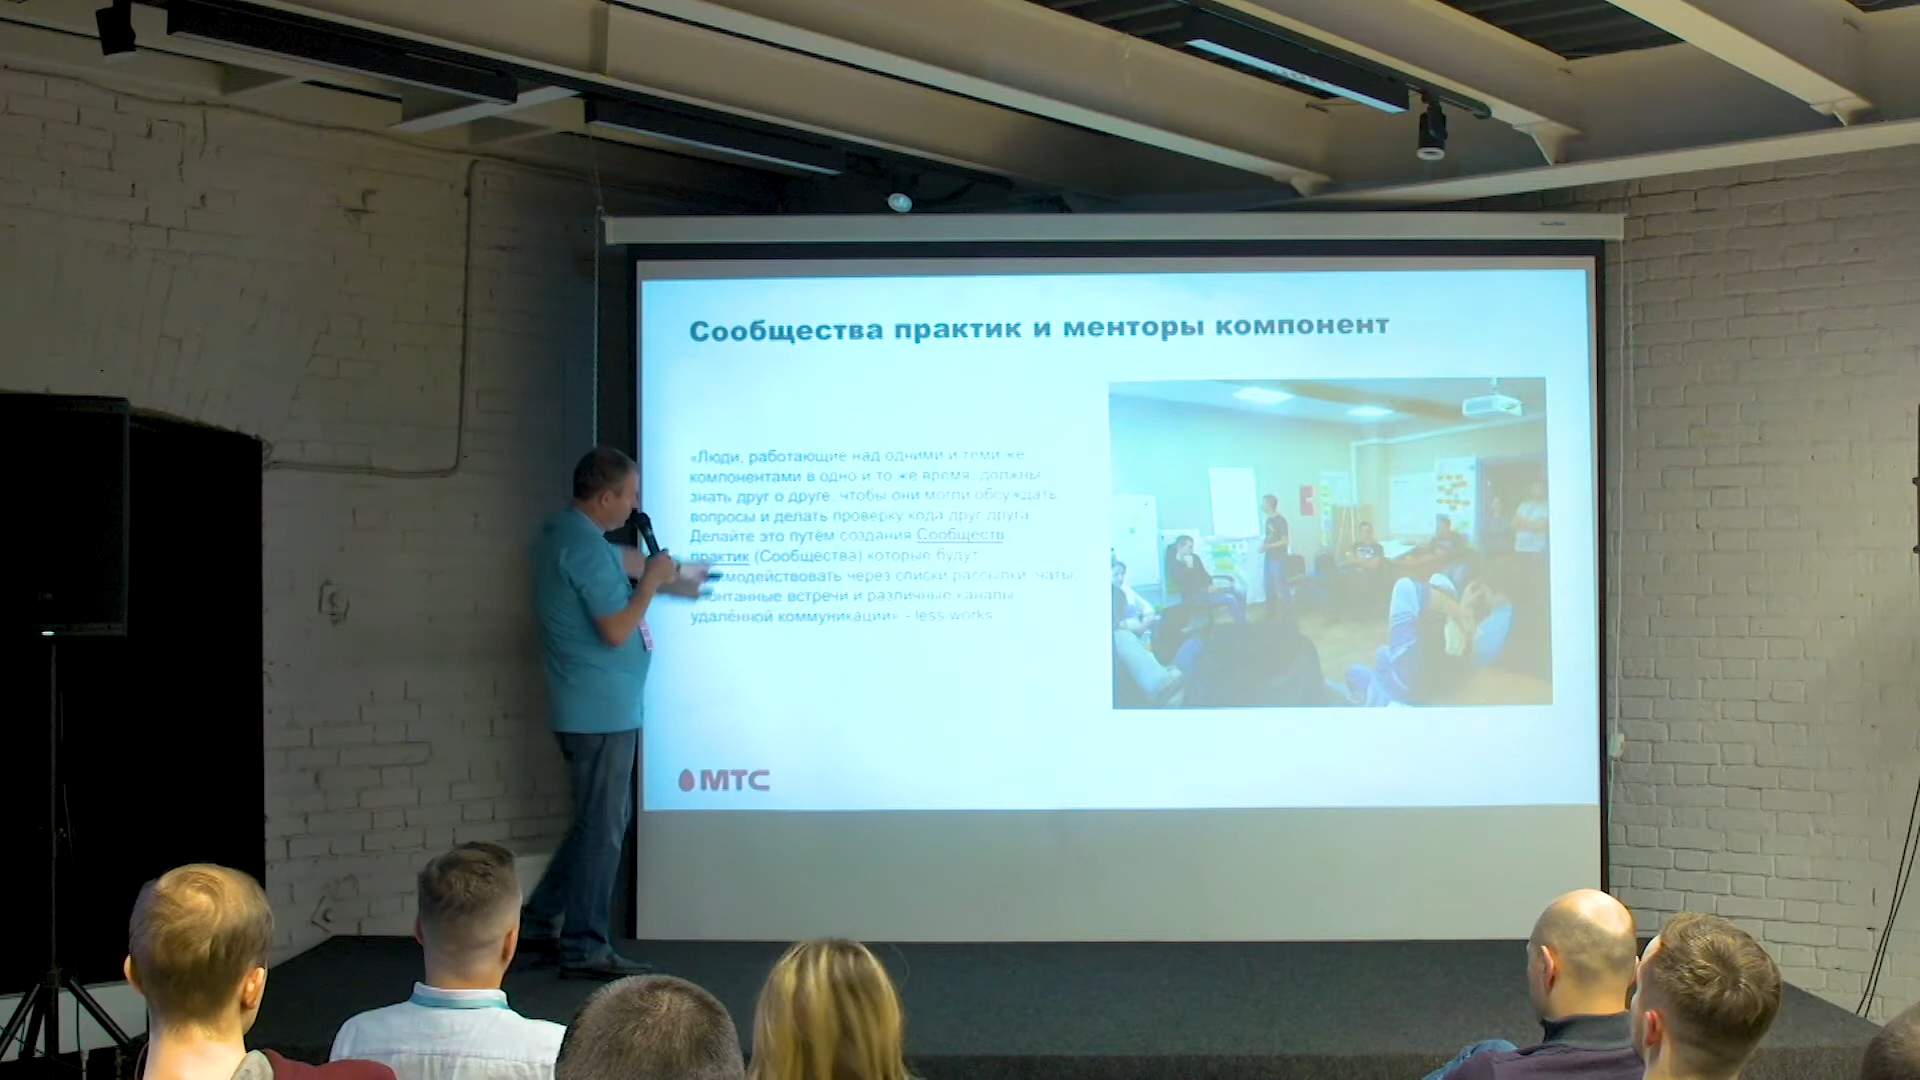 Сообщества практик и менторы компонент
«Люди, работающие над одними и теми же
компонентами в одно и то же время, должны
знать друг о друге, чтобы они могли обсуждать
вопросы и делать проверку кода друг друга.
Делайте это путём создания Сообществ
практик (Сообщества) которые будут
модействовать через списки рассылки, чаты,
онтанные встречи и различные каналы
удалённой коммуникации» - less.works
МТС